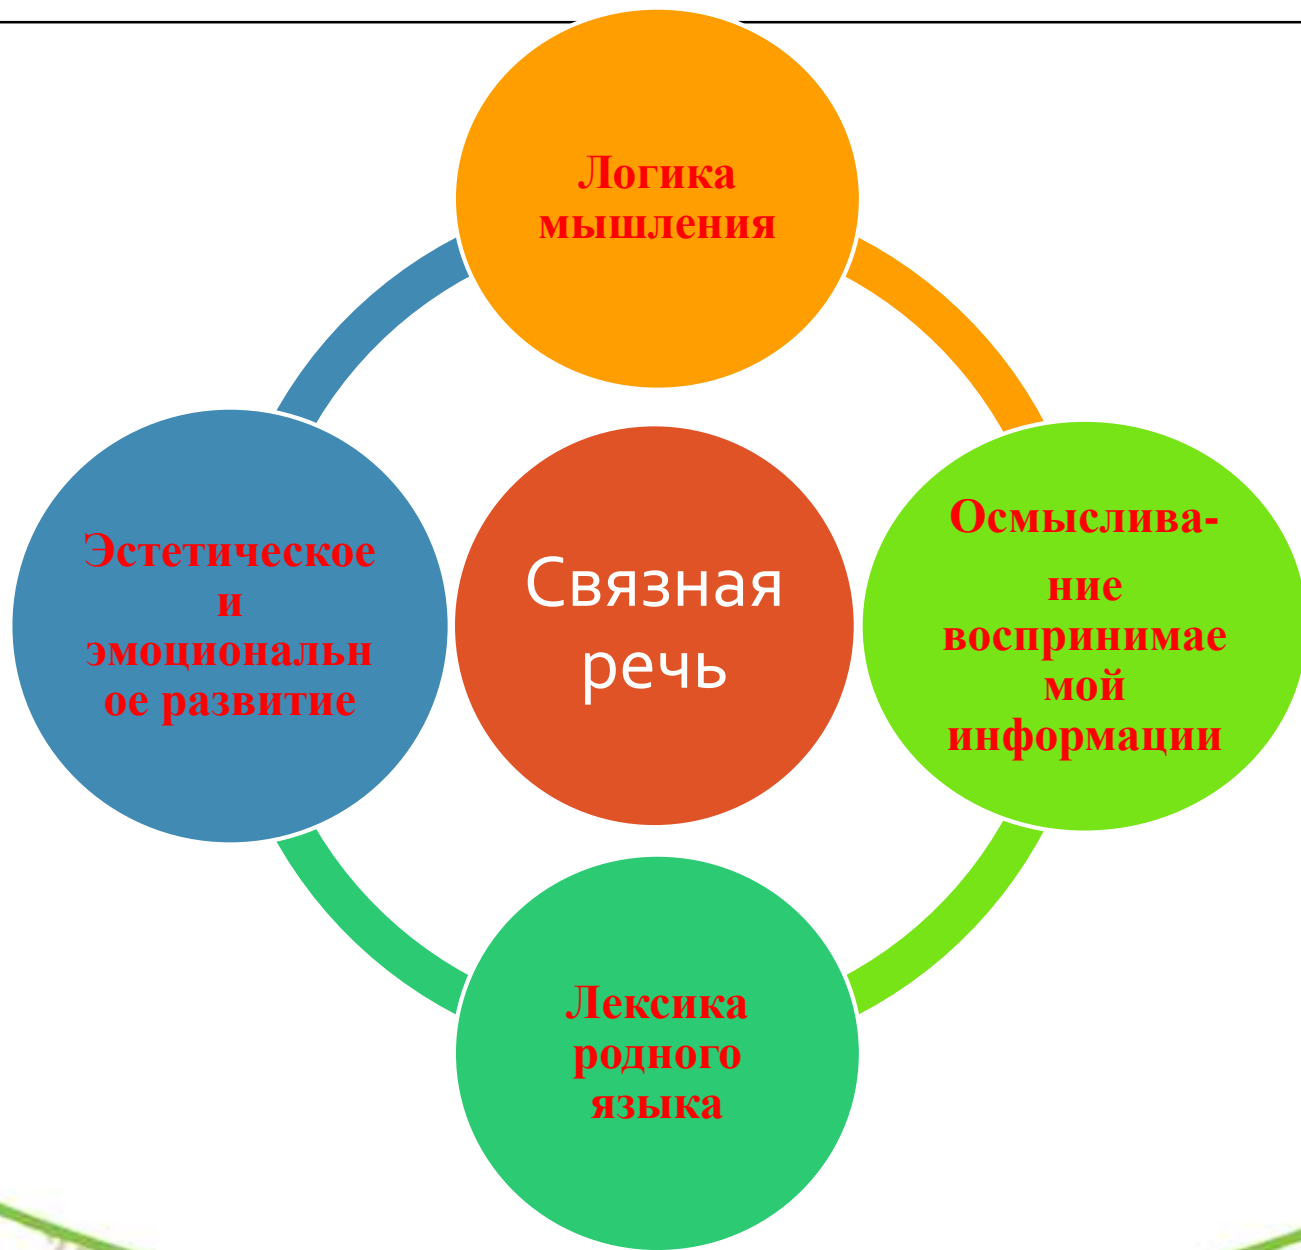 Логика
мышления
Эстетическое
и
эмоциональн
ое развитие
Связная
речь
Осмыслива-
ние
воспринимае
мой
информации
Лексика
родного
языка